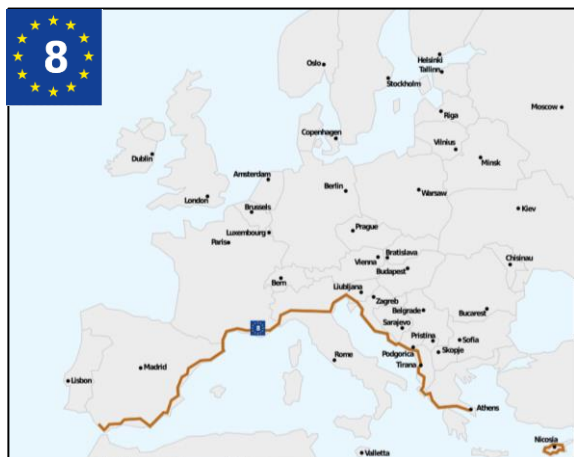 8
Oslo
Helsinki
Tallinn
Stockholm
Riga
Moscow
Copenhagen
Vilnius
Dublin
Minsk
Amsterdam
Berlin
Warsaw
London
Brussels
Kiev
Luxembourg
Prague
Paris
Bratislava
Vienna
Chisinau
Budapest
Bern
Ljubljana
Zagreb
Belgrade
Bucarest
8
Sarajevo
Pristina
Sofia
Rome
Podgorica
Skopje
Madrid
Tirana
Lisbon
Athens
Nicosia
Valletta